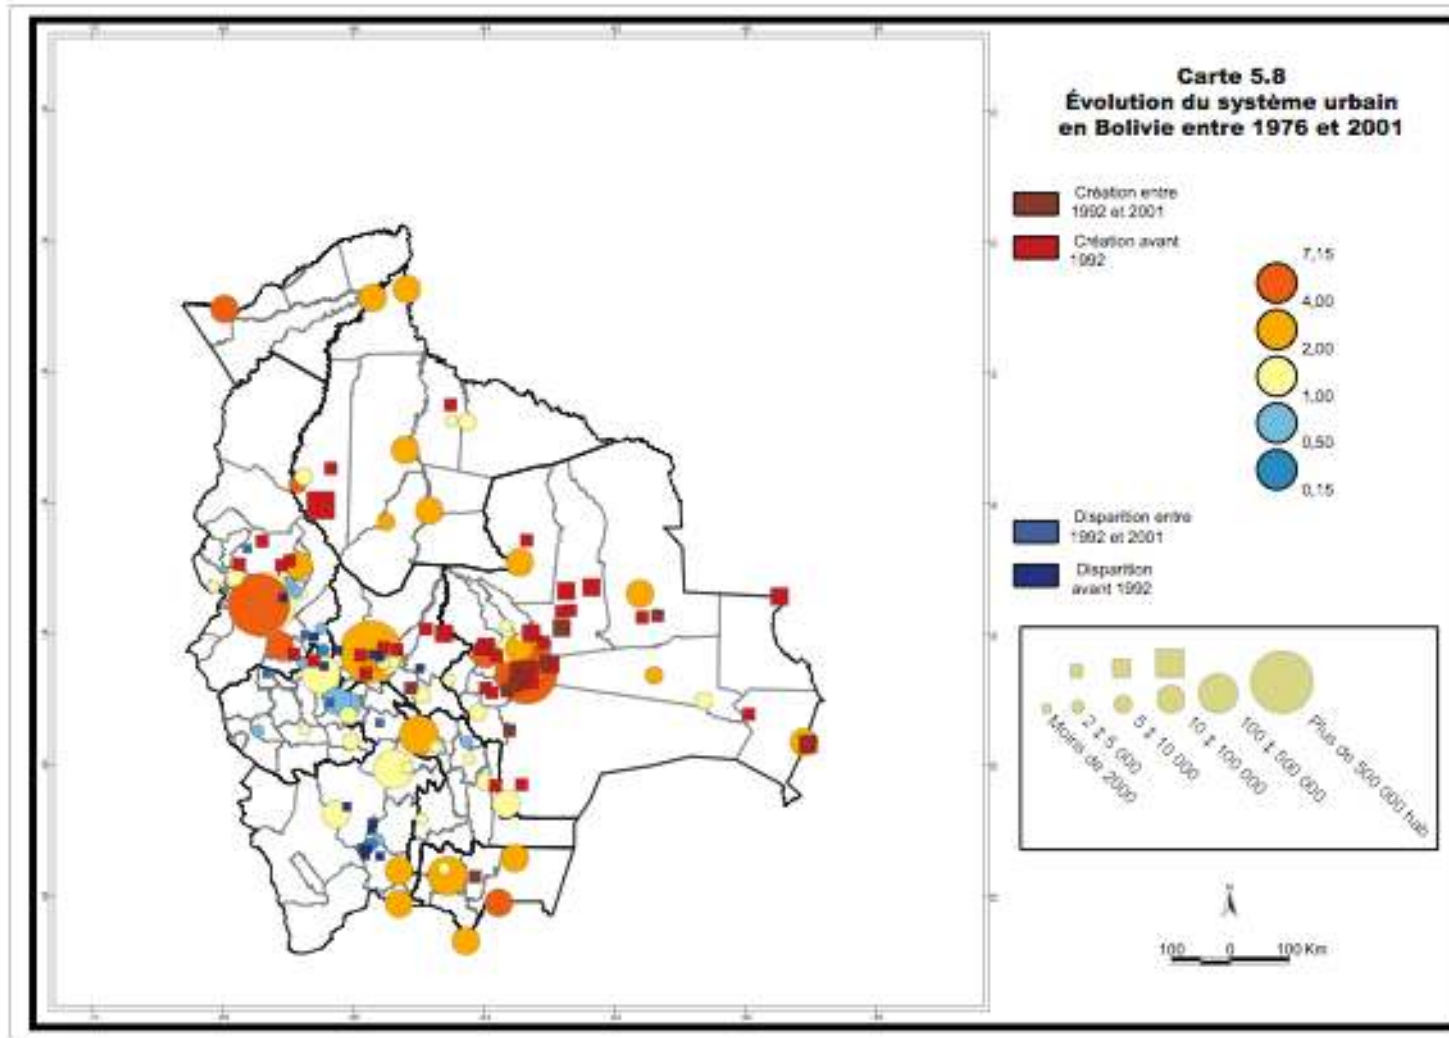 Carte 5.8
Évolution du système urbain
en Bolivie entre 1976 et 2001
Création entre
1992 et 2001
Création avant
1992
7,15
4,00
2,00
1,00
0,50
0,15
Disparition entre
1992 et 2001
Disparition
avant 1992
Moins de 2000
2 ‡ 5 000
5 ‡ 10 000
10 ‡ 100 000
100 ‡ 500 000
Plus de 500 000 hab
N
100 0 100 Km